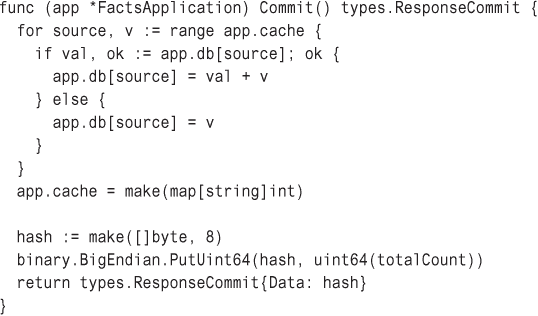 func (app *FactsApplication) Commit() types.ResponseCommit {
  for source, v := range app.cache {
    if val, ok := app.db[source]; ok {
      app.db[source] = val + v
    } else {
      app.db[source] = v
    }
  }
  app.cache = make(map[string]int)

  hash := make([]byte, 8)
  binary.BigEndian.PutUint64(hash, uint64(totalCount))
  return types.ResponseCommit{Data: hash}
}